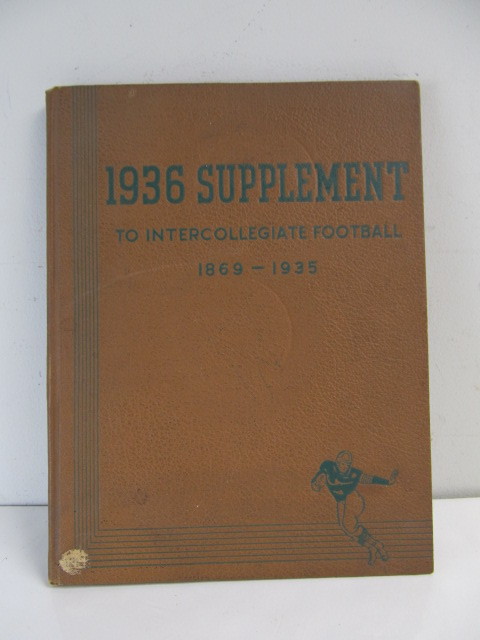 1936 SUPPLEMENT
TO INTERCOLLEGIATE FOOTBALL
1869 – 1935